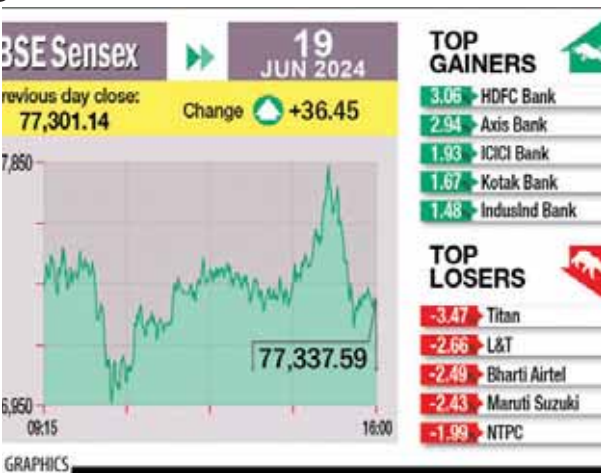 BSE Sensex
19
JUN 2024
revious day close:
77,301.14
Change +36.45
7,850
77,337.59
6,950
09:15
16:00
TOP
GAINERS
3.06% HDFC Bank
2.94% Axis Bank
1.93% ICICI Bank
1.67% Kotak Bank
1.48% IndusInd Bank
TOP
LOSERS
-3.47% Titan
-2.66% L&T
-2.49% Bharti Airtel
-2.43% Maruti Suzuki
-1.99% NTPC
GRAPHICS